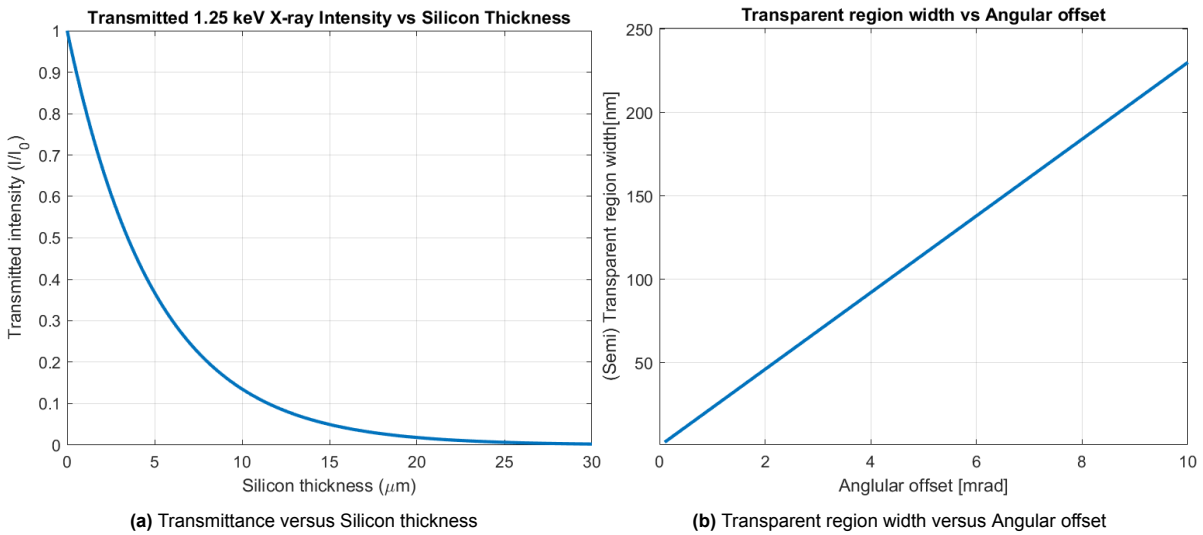 Transmitted 1.25 keV X-ray Intensity vs Silicon Thickness
1
0.9
0.8
0.7
0.6
0.5
0.4
0.3
0.2
0.1
0
Transmitted intensity (I/I₀)
0 5 10 15 20 25 30
Silicon thickness (μm)
(a) Transmittance versus Silicon thickness
Transparent region width vs Angular offset
250
200
150
100
50
(Semi) Transparent region width[nm]
0 2 4 6 8 10
Anglular offset [mrad]
(b) Transparent region width versus Angular offset